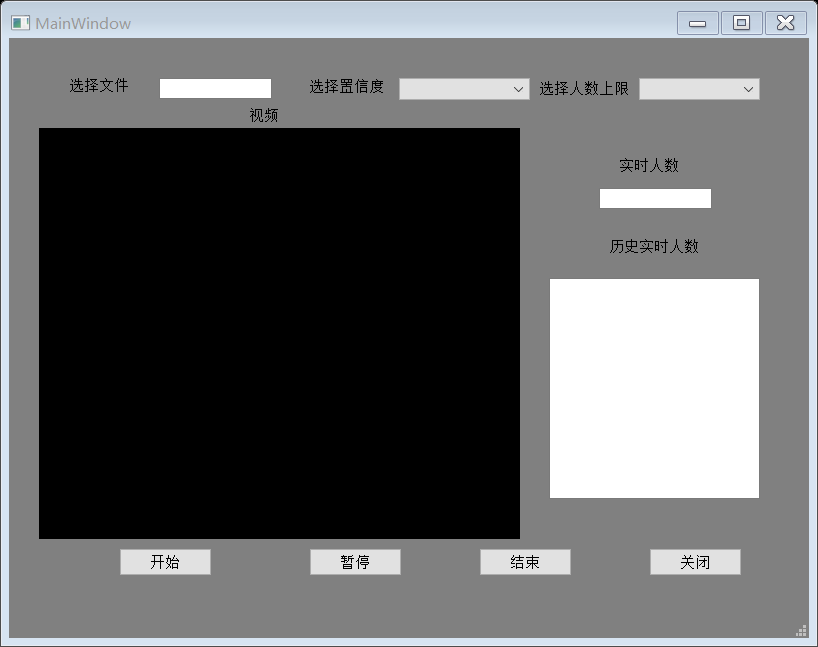 MainWindow
选择文件
选择置信度
选择人数上限
视频
实时人数
历史实时人数
开始
暂停
结束
关闭